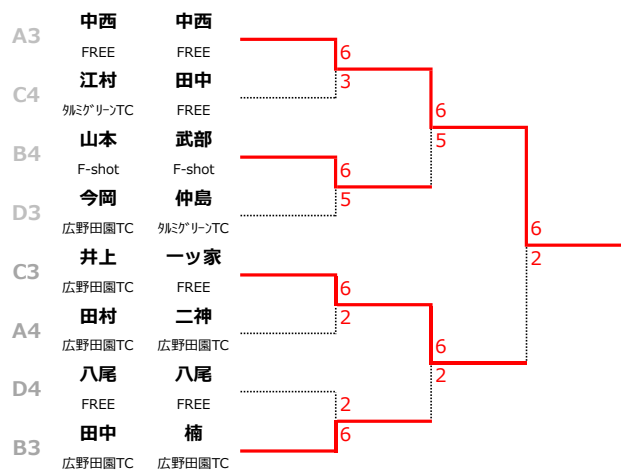 A3 中西 中西
FREE FREE
C4 江村 田中
ﾀﾙﾐｸﾞﾘｰﾝTC FREE
B4 山本 武部
F-shot F-shot
D3 今岡 仲島
広野田園TC ﾀﾙﾐｸﾞﾘｰﾝTC
C3 井上 一ッ家
広野田園TC FREE
A4 田村 二神
広野田園TC 広野田園TC
D4 八尾 八尾
FREE FREE
B3 田中 楠
広野田園TC 広野田園TC
6
3
6
5
6
2
2
6
6
5
6
2
6
2